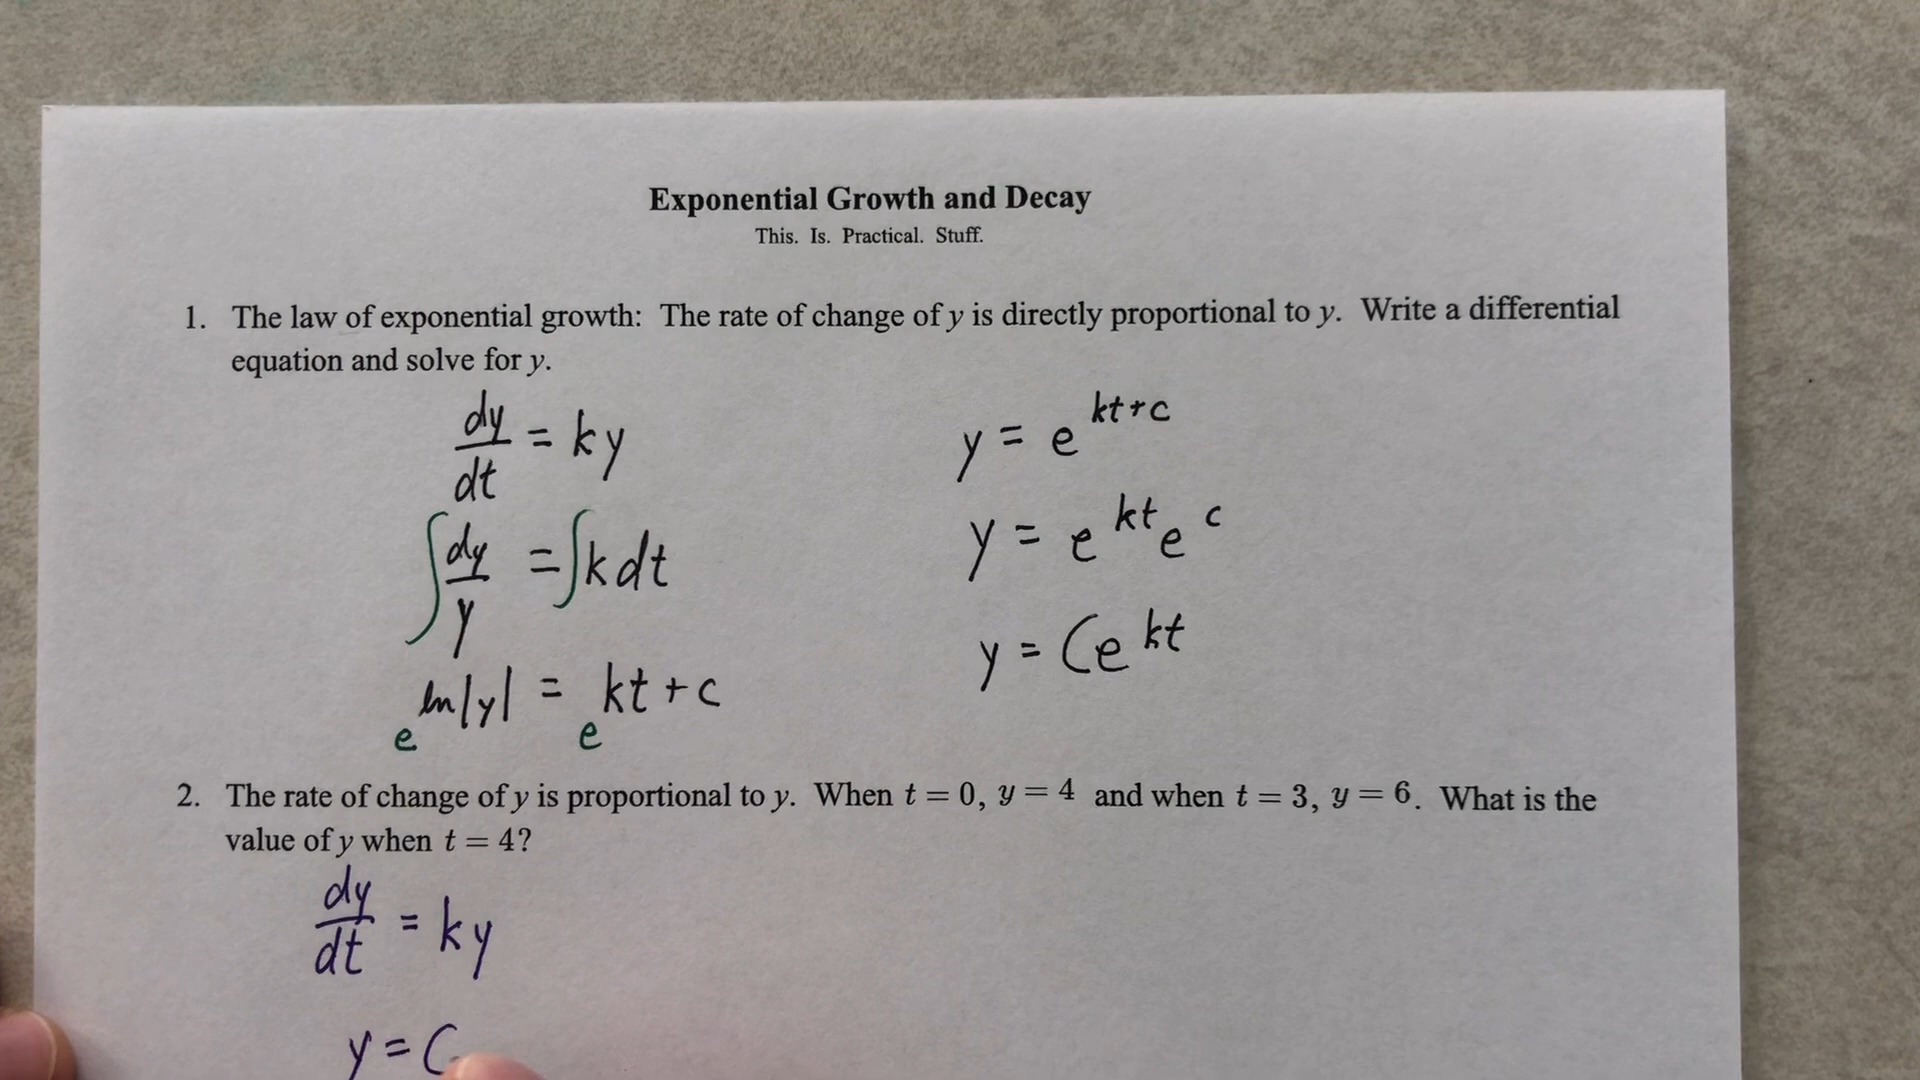 Exponential Growth and Decay
This. Is. Practical. Stuff.
1. The law of exponential growth: The rate of change of y is directly proportional to y. Write a differential
equation and solve for y.
dy/dt = ky
∫dy/y = ∫k dt
e^ln|y| = e^kt+c
y = e^kt+c
y = e^kt e^c
y = Ce^kt
2. The rate of change of y is proportional to y. When t = 0, y = 4 and when t = 3, y = 6. What is the
value of y when t = 4?
dy/dt = ky
y = C